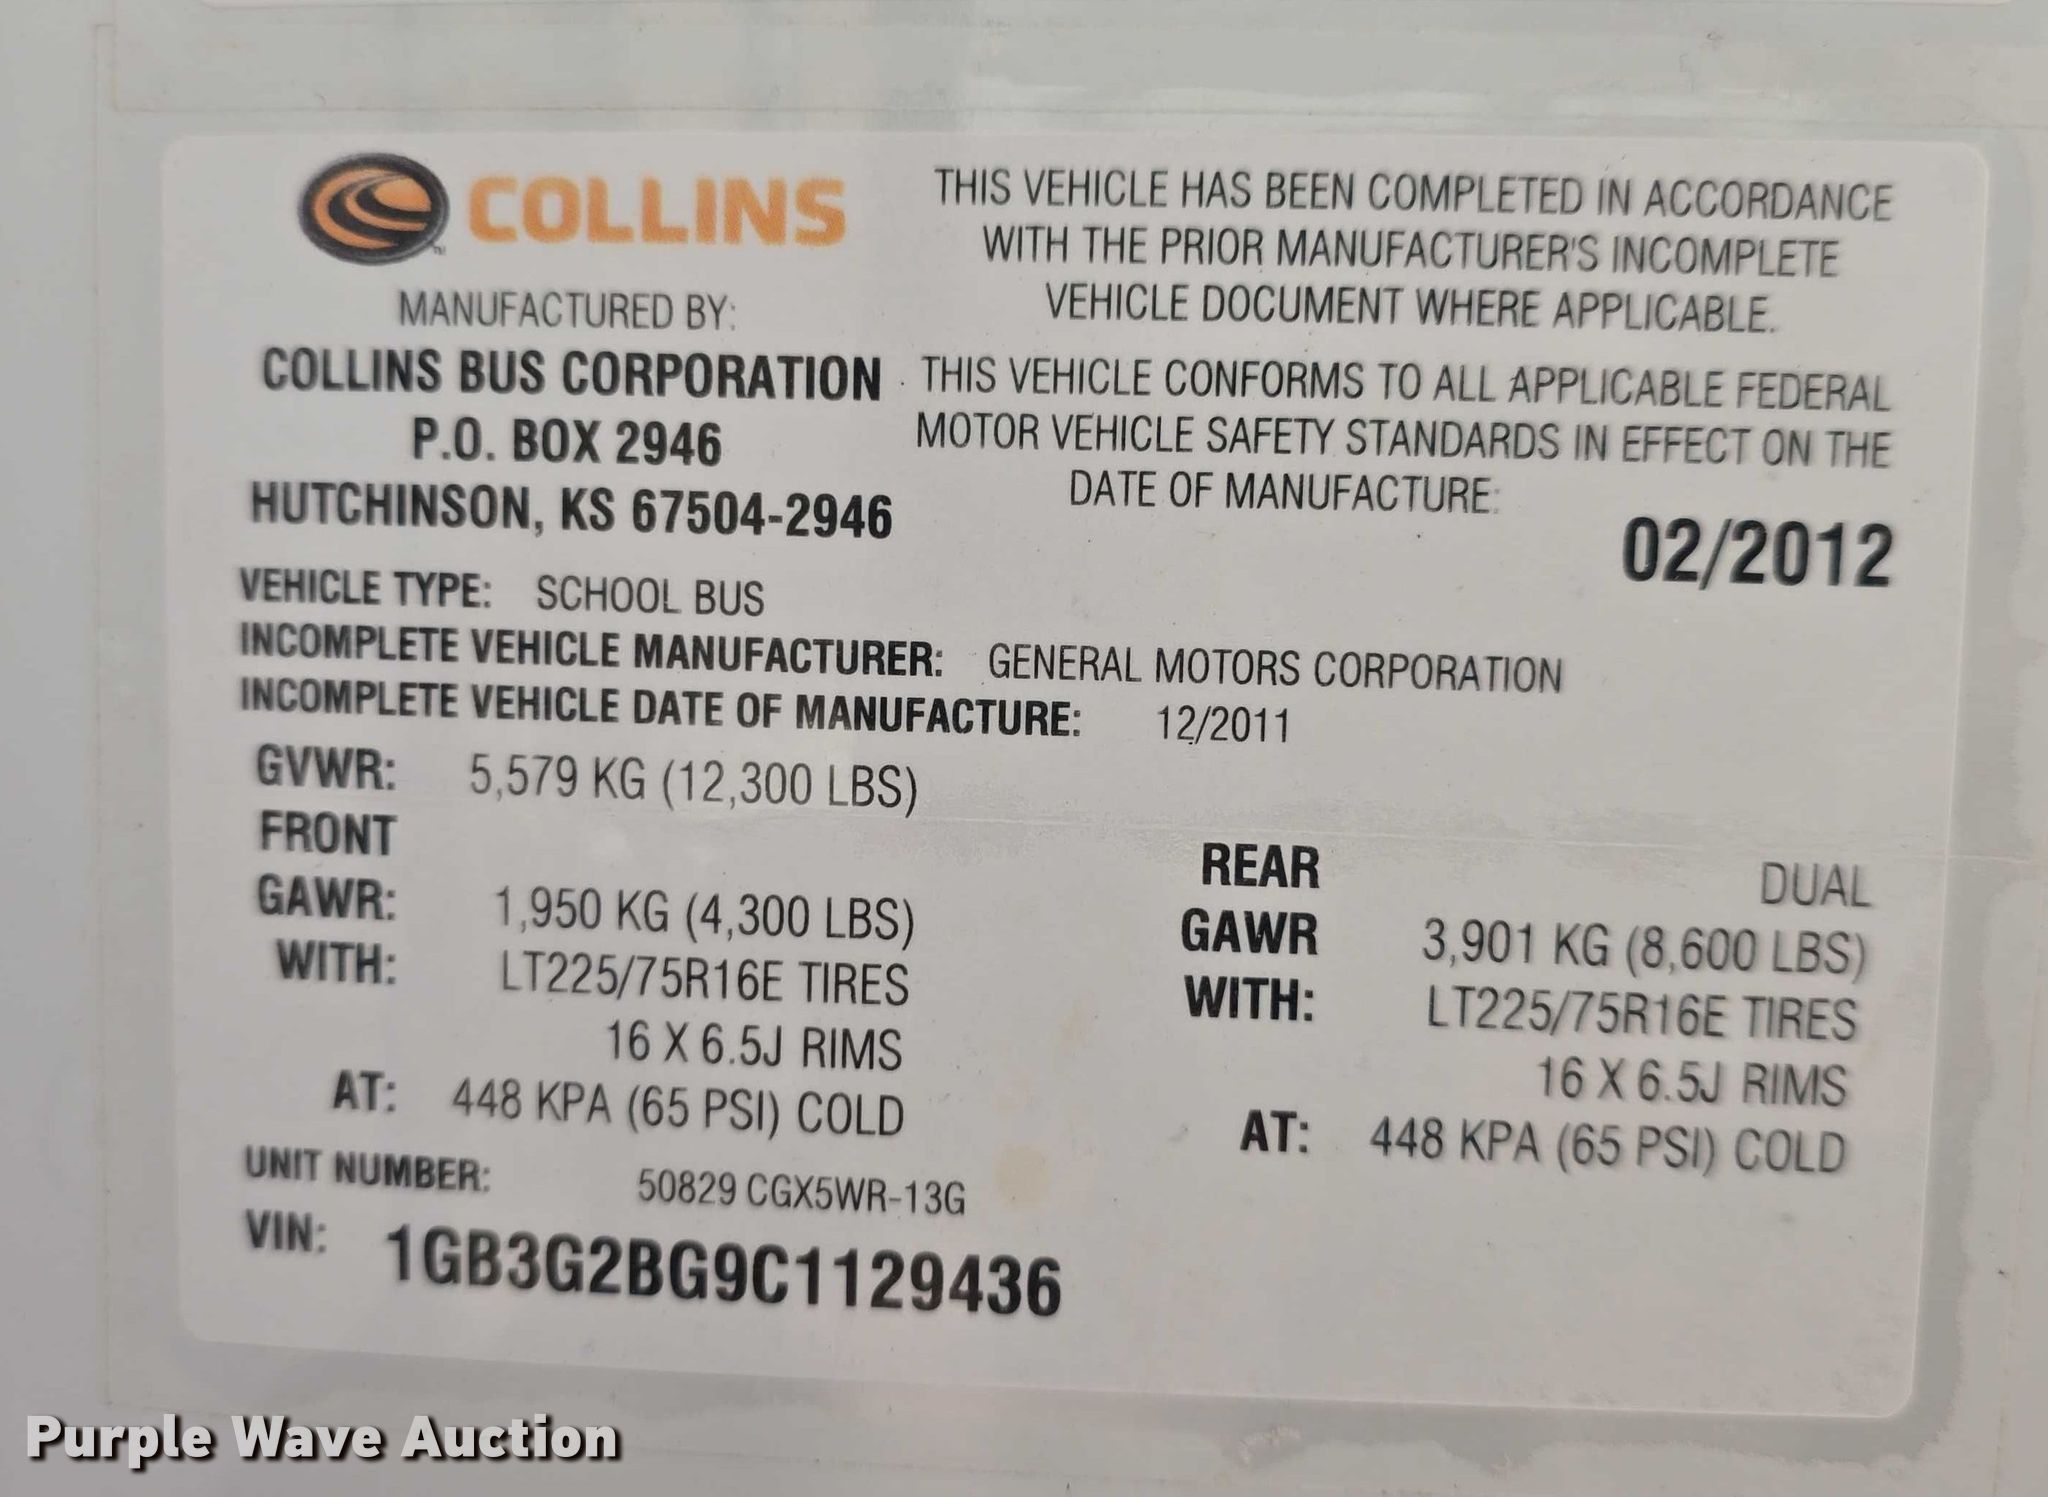 COLLINS
MANUFACTURED BY:
COLLINS BUS CORPORATION
P.O. BOX 2946
HUTCHINSON, KS 67504-2946
THIS VEHICLE HAS BEEN COMPLETED IN ACCORDANCE
WITH THE PRIOR MANUFACTURER'S INCOMPLETE
VEHICLE DOCUMENT WHERE APPLICABLE.
THIS VEHICLE CONFORMS TO ALL APPLICABLE FEDERAL
MOTOR VEHICLE SAFETY STANDARDS IN EFFECT ON THE
DATE OF MANUFACTURE:
02/2012
VEHICLE TYPE: SCHOOL BUS
INCOMPLETE VEHICLE MANUFACTURER: GENERAL MOTORS CORPORATION
INCOMPLETE VEHICLE DATE OF MANUFACTURE: 12/2011
GVWR: 5,579 KG (12,300 LBS)
FRONT
GAWR: 1,950 KG (4,300 LBS)
WITH: LT225/75R16E TIRES
16 X 6.5J RIMS
AT: 448 KPA (65 PSI) COLD
REAR DUAL
GAWR 3,901 KG (8,600 LBS)
WITH: LT225/75R16E TIRES
16 X 6.5J RIMS
AT: 448 KPA (65 PSI) COLD
UNIT NUMBER: 50829 CGX5WR-13G
VIN: 1GB3G2BG9C1129436
Purple Wave Auction